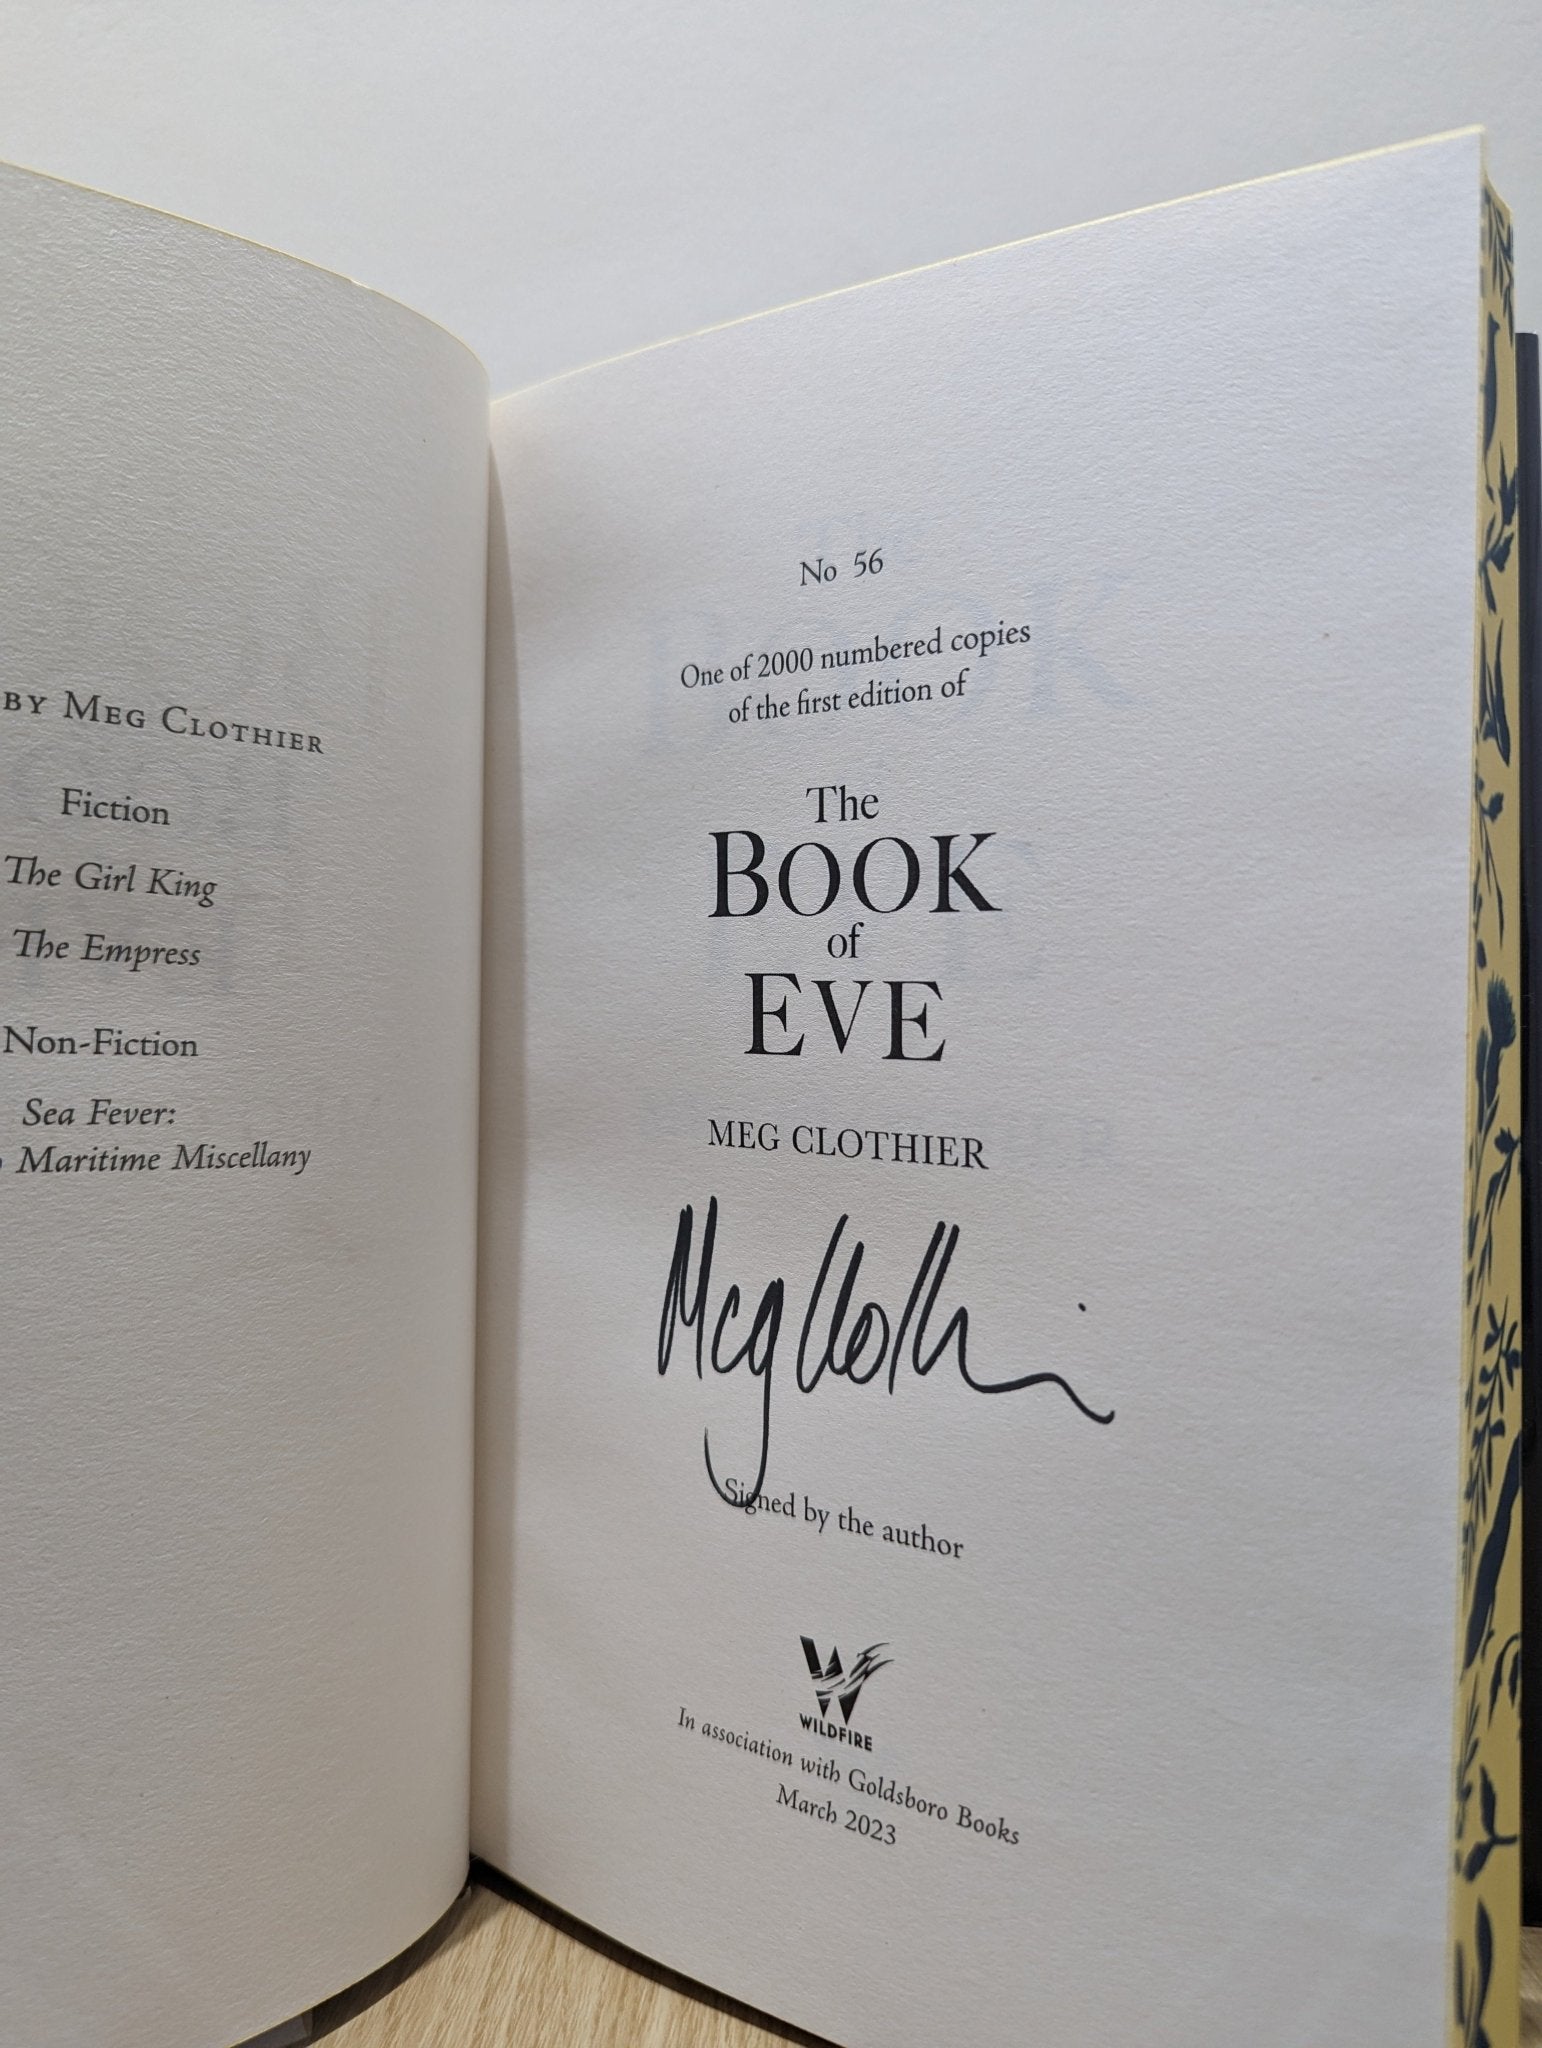 BY MEG CLOTHIER
Fiction
The Girl King
The Empress
Non-Fiction
Sea Fever:
Maritime Miscellany
No 56
One of 2000 numbered copies
of the first edition of
The
BOOK
of
EVE
MEG CLOTHIER
Meg Clothier
Signed by the author
WILDFIRE
In association with Goldsboro Books
March 2023